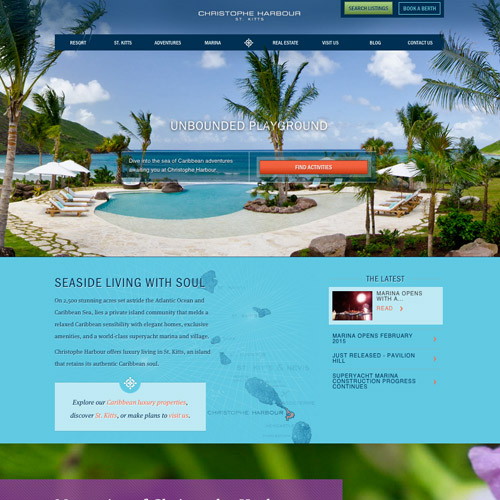 CHRISTOPHE HARBOUR
ST. KITTS
SEARCH LISTINGS
BOOK A BERTH
RESORT
ST. KITTS
ADVENTURES
MARINA
REAL ESTATE
VISIT US
BLOG
CONTACT US
UNBOUNDED PLAYGROUND
Dive into the sea of Caribbean adventures
awaiting you at Christophe Harbour.
FIND ACTIVITIES
SEASIDE LIVING WITH SOUL
On 2,500 stunning acres set astride the Atlantic Ocean and
Caribbean Sea, lies a private island community that melds a
relaxed Caribbean sensibility with elegant homes, exclusive
amenities, and a world-class superyacht marina and village.
Christophe Harbour offers luxury living in St. Kitts, an island
that retains its authentic Caribbean soul.
Explore our Caribbean luxury properties,
discover St. Kitts, or make plans to visit us.
ST. KITTS & NEVIS
CHRISTOPHE HARBOUR
THE LATEST
MARINA OPENS
WITH A...
READ
MARINA OPENS FEBRUARY
2015
JUST RELEASED - PAVILION
HILL
SUPERYACHT MARINA
CONSTRUCTION PROGRESS
CONTINUES